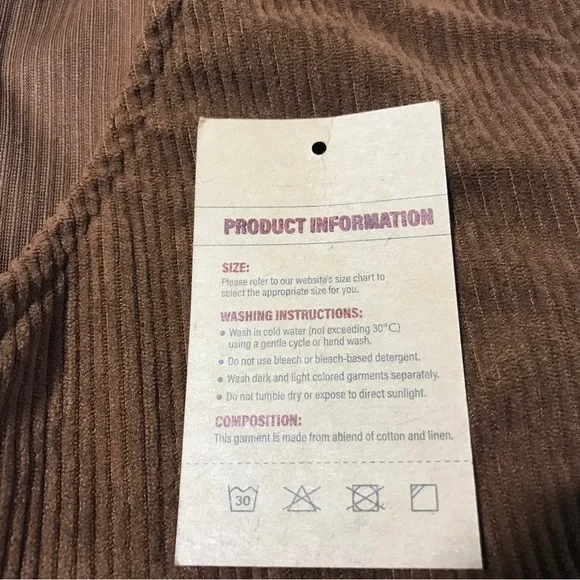 PRODUCT INFORMATION
SIZE:
Please refer to our website's size chart to
select the appropriate size for you.
WASHING INSTRUCTIONS:
• Wash in cold water (not exceeding 30°C)
using a gentle cycle or hand wash.
• Do not use bleach or bleach-based detergent.
• Wash dark and light colored garments separately.
• Do not tumble dry or expose to direct sunlight.
COMPOSITION:
This garment is made from ablend of cotton and linen.
30